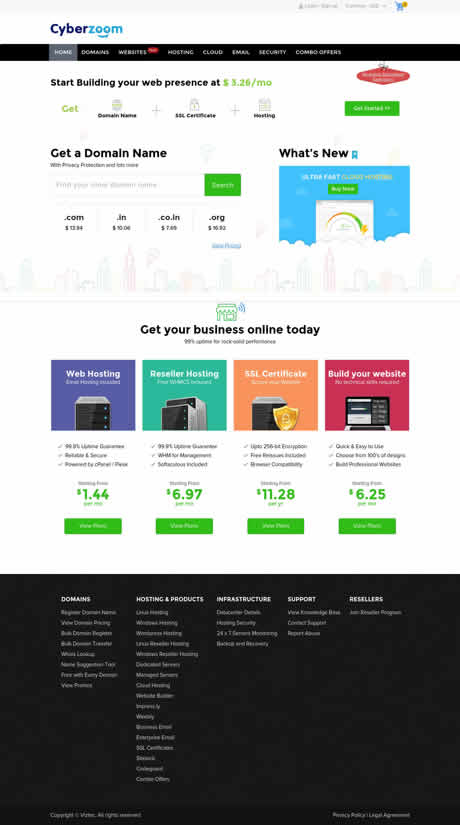 Login / Sign up
Currency : USD
Cyberzoom
HOME DOMAINS WEBSITES HOSTING CLOUD EMAIL SECURITY COMBO OFFERS
Start Building your web presence at $ 3.26/mo
Get
Domain Name
SSL Certificate
Hosting
Get Started >>
Get a Domain Name
With Privacy Protection and lots more
Find your new domain name
Search
.com .in .co.in .org
$ 13.94 $ 10.06 $ 7.69 $ 16.92
View Pricing
What's New
ULTRA FAST CLOUD HOSTING
Buy Now
Get your business online today
99% uptime for rock-solid performance
Web Hosting
Email Hosting included
99.9% Uptime Guarantee
Reliable & Secure
Powered by cPanel / Plesk
Starting From
$1.44
per mo
View Plans
Reseller Hosting
Free WHMCS included
99.9% Uptime Guarantee
WHM for Management
Softaculous Included
Starting From
$6.97
per mo
View Plans
SSL Certificate
Secure your Website
Upto 256-bit Encryption
Free Reissues Included
Browser Compatibility
Starting From
$11.28
per yr
View Plans
Build your website
No technical skills required
Quick & Easy to Use
Choose from 100's of designs
Build Professional Websites
Starting From
$6.25
per mo
View Plans
DOMAINS
Register Domain Name
View Domain Pricing
Bulk Domain Register
Bulk Domain Transfer
Whois Lookup
Name Suggestion Tool
Free with Every Domain
View Promos
HOSTING & PRODUCTS
Linux Hosting
Windows Hosting
Wordpress Hosting
Linux Reseller Hosting
Windows Reseller Hosting
Dedicated Servers
Managed Servers
Cloud Hosting
Website Builder
Impress.ly
Weebly
Business Email
Enterprise Email
SSL Certificates
Sitelock
Codeguard
Combo Offers
INFRASTRUCTURE
Datacenter Details
Hosting Security
24 x 7 Servers Monitoring
Backup and Recovery
SUPPORT
View Knowledge Base
Contact Support
Report Abuse
RESELLERS
Join Reseller Program
Copyright © Viztec. All rights reserved
Privacy Policy | Legal Agreement